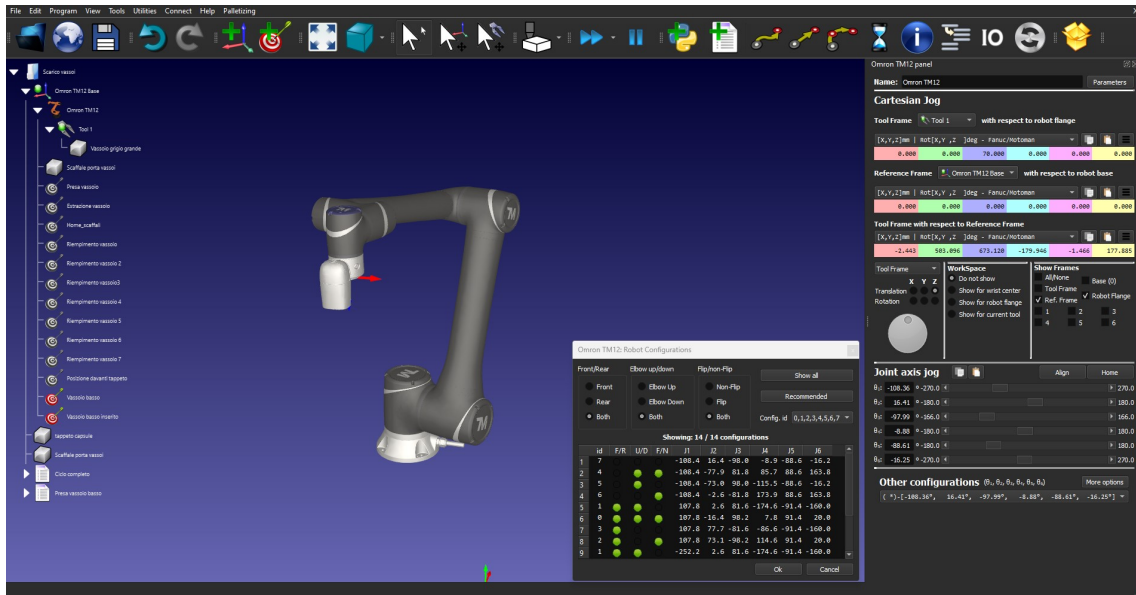 File Edit Program View Tools Utilities Connect Help Palletizing
IO
Scarico vassoi
Omron TM12 Base
Omron TM12
Tool 1
Vassoio grigio grande
Scaffale porta vassoi
Presa vassoio
Estrazione vassoio
Home_scaffali
Riempimento vassoio
Riempimento vassoio 2
Riempimento vassoio3
Riempimento vassoio 4
Riempimento vassoio 5
Riempimento vassoio 6
Riempimento vassoio 7
Posizione davanti tappeto
Vassoio basso
Vassoio basso inserito
tappeto capsule
Scaffale porta vassoi
Ciclo completo
Presa vassoio basso
TM
TM
Omron TM12: Robot Configurations
Front/Rear Elbow up/down Flip/non-Flip
Show all
Front Elbow Up Non-Flip
Recommended
Rear Elbow Down Flip
Both Both Both Config. id 0,1,2,3,4,5,6,7
Showing: 14 / 14 configurations
id F/R U/D F/N J1 J2 J3 J4 J5 J6
1 7 -108.4 16.4 -98.0 -8.9 -88.6 -16.2
2 4 -108.4 -77.9 81.8 85.7 88.6 163.8
3 5 -108.4 -73.0 98.0 -115.5 -88.6 -16.2
4 6 -108.4 -2.6 -81.8 173.9 88.6 163.8
5 1 107.8 2.6 81.6 -174.6 -91.4 -160.0
6 0 107.8 -16.4 98.2 7.8 91.4 20.0
7 3 107.8 77.7 -81.6 -86.6 -91.4 -160.0
8 2 107.8 73.1 -98.2 114.6 91.4 20.0
9 1 -252.2 2.6 81.6 -174.6 -91.4 -160.0
Ok Cancel
Omron TM12 panel
Name: Omron TM12 Parameters
Cartesian Jog
Tool Frame Tool 1 with respect to robot flange
[X,Y,Z]mm | Rot[X,Y ,Z ]deg - Fanuc/Motoman
0.000 0.000 70.000 0.000 0.000 0.000
Reference Frame Omron TM12 Base with respect to robot base
[X,Y,Z]mm | Rot[X,Y ,Z ]deg - Fanuc/Motoman
0.000 0.000 0.000 0.000 0.000 0.000
Tool Frame with respect to Reference Frame
[X,Y,Z]mm | Rot[X,Y ,Z ]deg - Fanuc/Motoman
-2.443 503.096 673.120 -179.946 -1.466 177.885
Tool Frame
X Y Z
Translation
Rotation
WorkSpace
Do not show
Show for wrist center
Show for robot flange
Show for current tool
Show Frames
All/None Base (0)
Tool Frame
Ref. Frame Robot Flange
1 2 3
4 5 6
Joint axis jog Align Home
θ₁: -108.36 º -270.0 270.0
θ₂: 16.41 º -180.0 180.0
θ₃: -97.99 º -166.0 166.0
θ₄: -8.88 º -180.0 180.0
θ₅: -88.61 º -180.0 180.0
θ₆: -16.25 º -270.0 270.0
Other configurations (θ₁, θ₂, θ₃, θ₄, θ₅, θ₆) More options
( *)-[-108.36°, 16.41°, -97.99°, -8.88°, -88.61°, -16.25°]